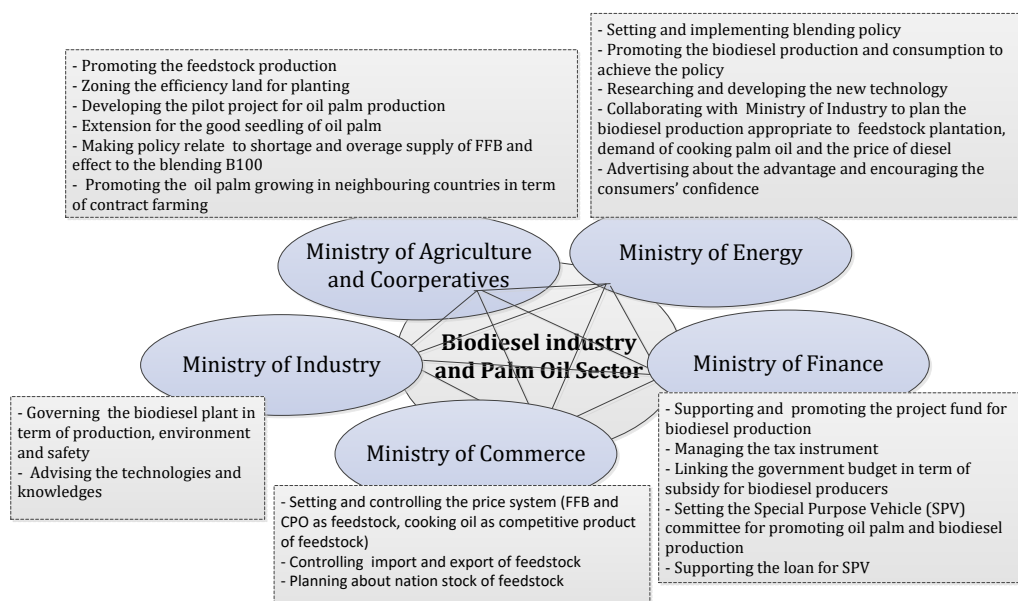 - Promoting the feedstock production
- Zoning the efficiency land for planting
- Developing the pilot project for oil palm production
- Extension for the good seedling of oil palm
- Making policy relate to shortage and overage supply of FFB and
effect to the blending B100
- Promoting the oil palm growing in neighbouring countries in term
of contract farming
- Setting and implementing blending policy
- Promoting the biodiesel production and consumption to
achieve the policy
- Researching and developing the new technology
- Collaborating with Ministry of Industry to plan the
biodiesel production appropriate to feedstock plantation,
demand of cooking palm oil and the price of diesel
- Advertising about the advantage and encouraging the
consumers' confidence
Ministry of Agriculture
and Coorperatives
Ministry of Energy
Biodiesel industry
and Palm Oil Sector
Ministry of Industry
Ministry of Finance
Ministry of Commerce
- Governing the biodiesel plant in
term of production, environment
and safety
- Advising the technologies and
knowledges
- Setting and controlling the price system (FFB and
CPO as feedstock, cooking oil as competitive product
of feedstock)
- Controlling import and export of feedstock
- Planning about nation stock of feedstock
- Supporting and promoting the project fund for
biodiesel production
- Managing the tax instrument
- Linking the government budget in term of
subsidy for biodiesel producers
- Setting the Special Purpose Vehicle (SPV)
committee for promoting oil palm and biodiesel
production
- Supporting the loan for SPV